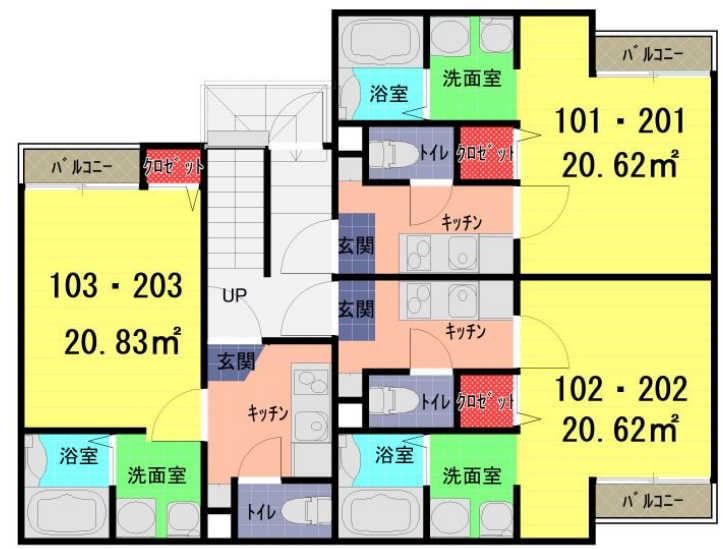 バルコニー
浴室
洗面室
101・201
20.62㎡
トイレ
クロゼット
キッチン
玄関
バルコニー
クロゼット
103・203
20.83㎡
UP
玄関
キッチン
浴室
洗面室
トイレ
玄関
キッチン
トイレ
クロゼット
102・202
20.62㎡
浴室
洗面室
バルコニー